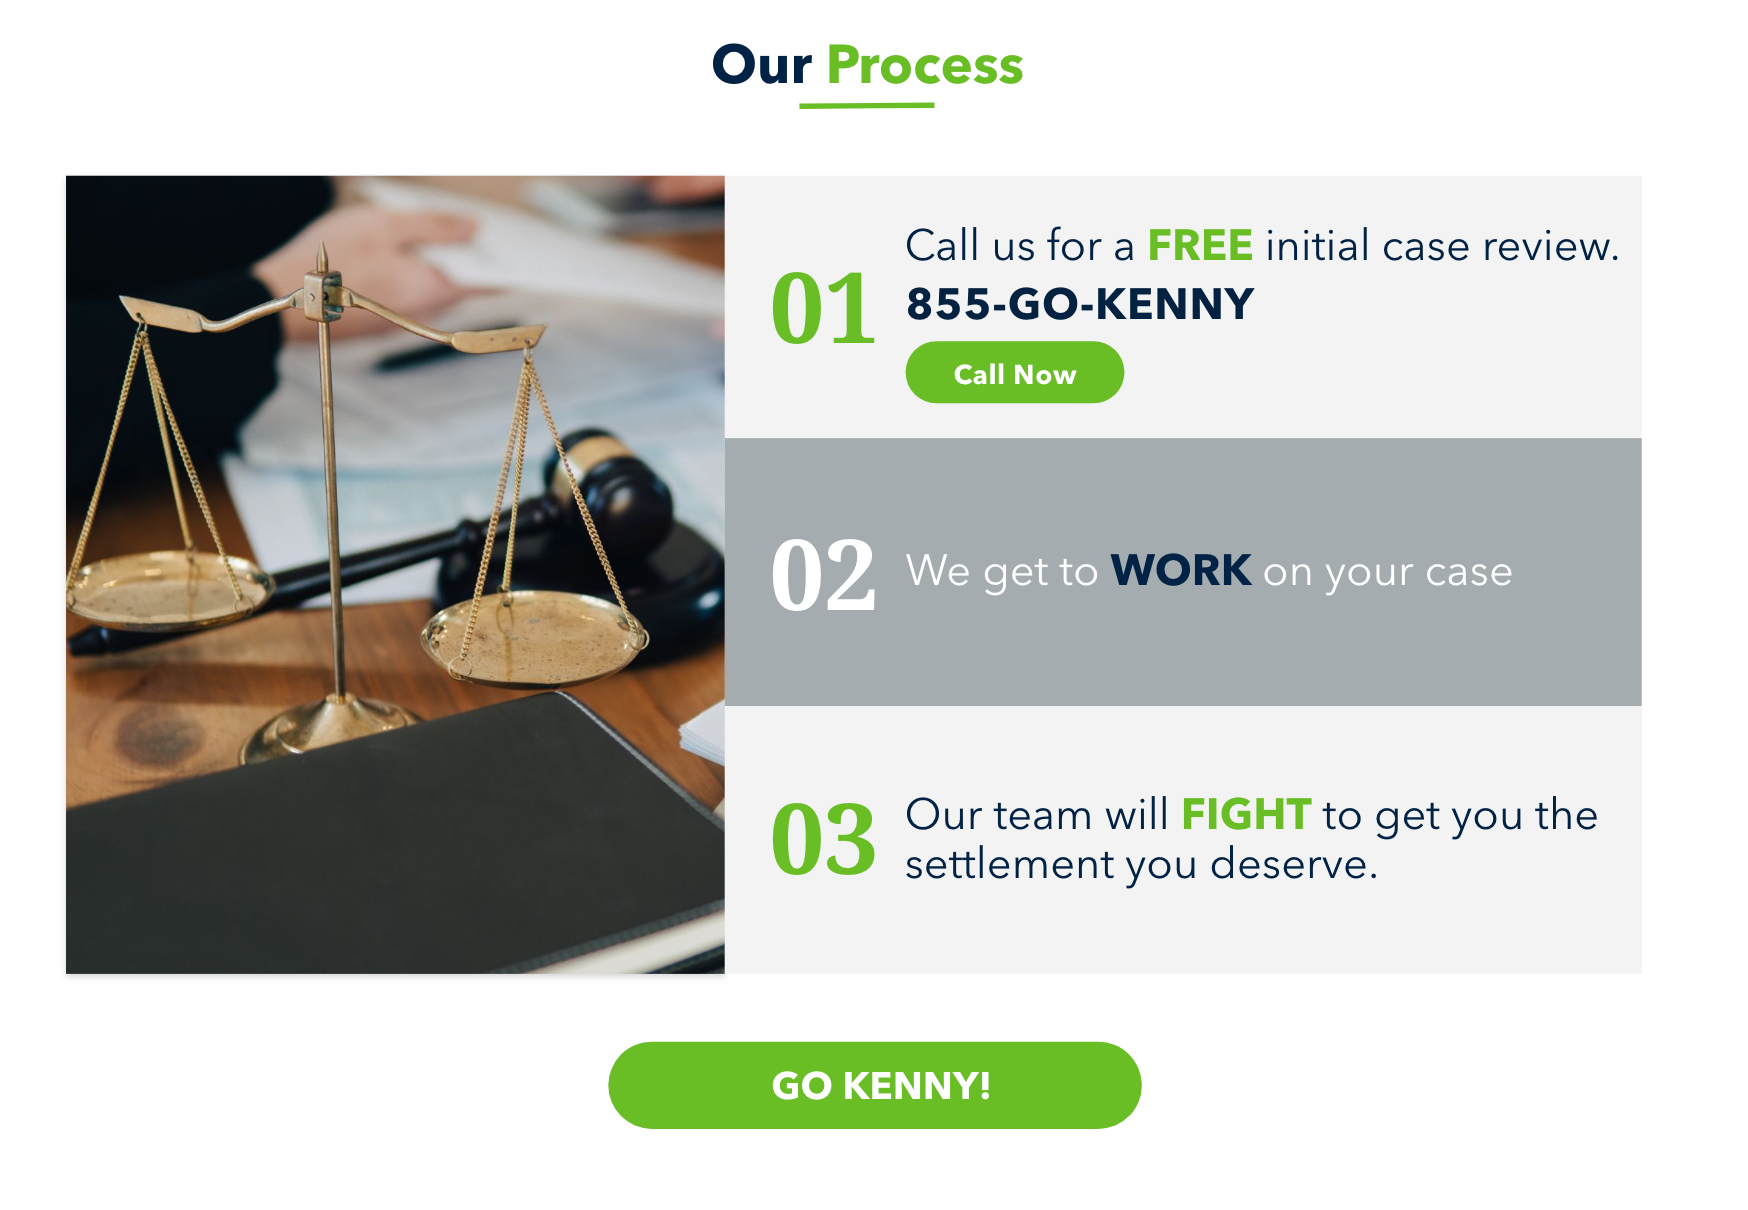 Our Process
01
Call us for a FREE initial case review.
855-GO-KENNY
Call Now
02
We get to WORK on your case
03
Our team will FIGHT to get you the
settlement you deserve.
GO KENNY!